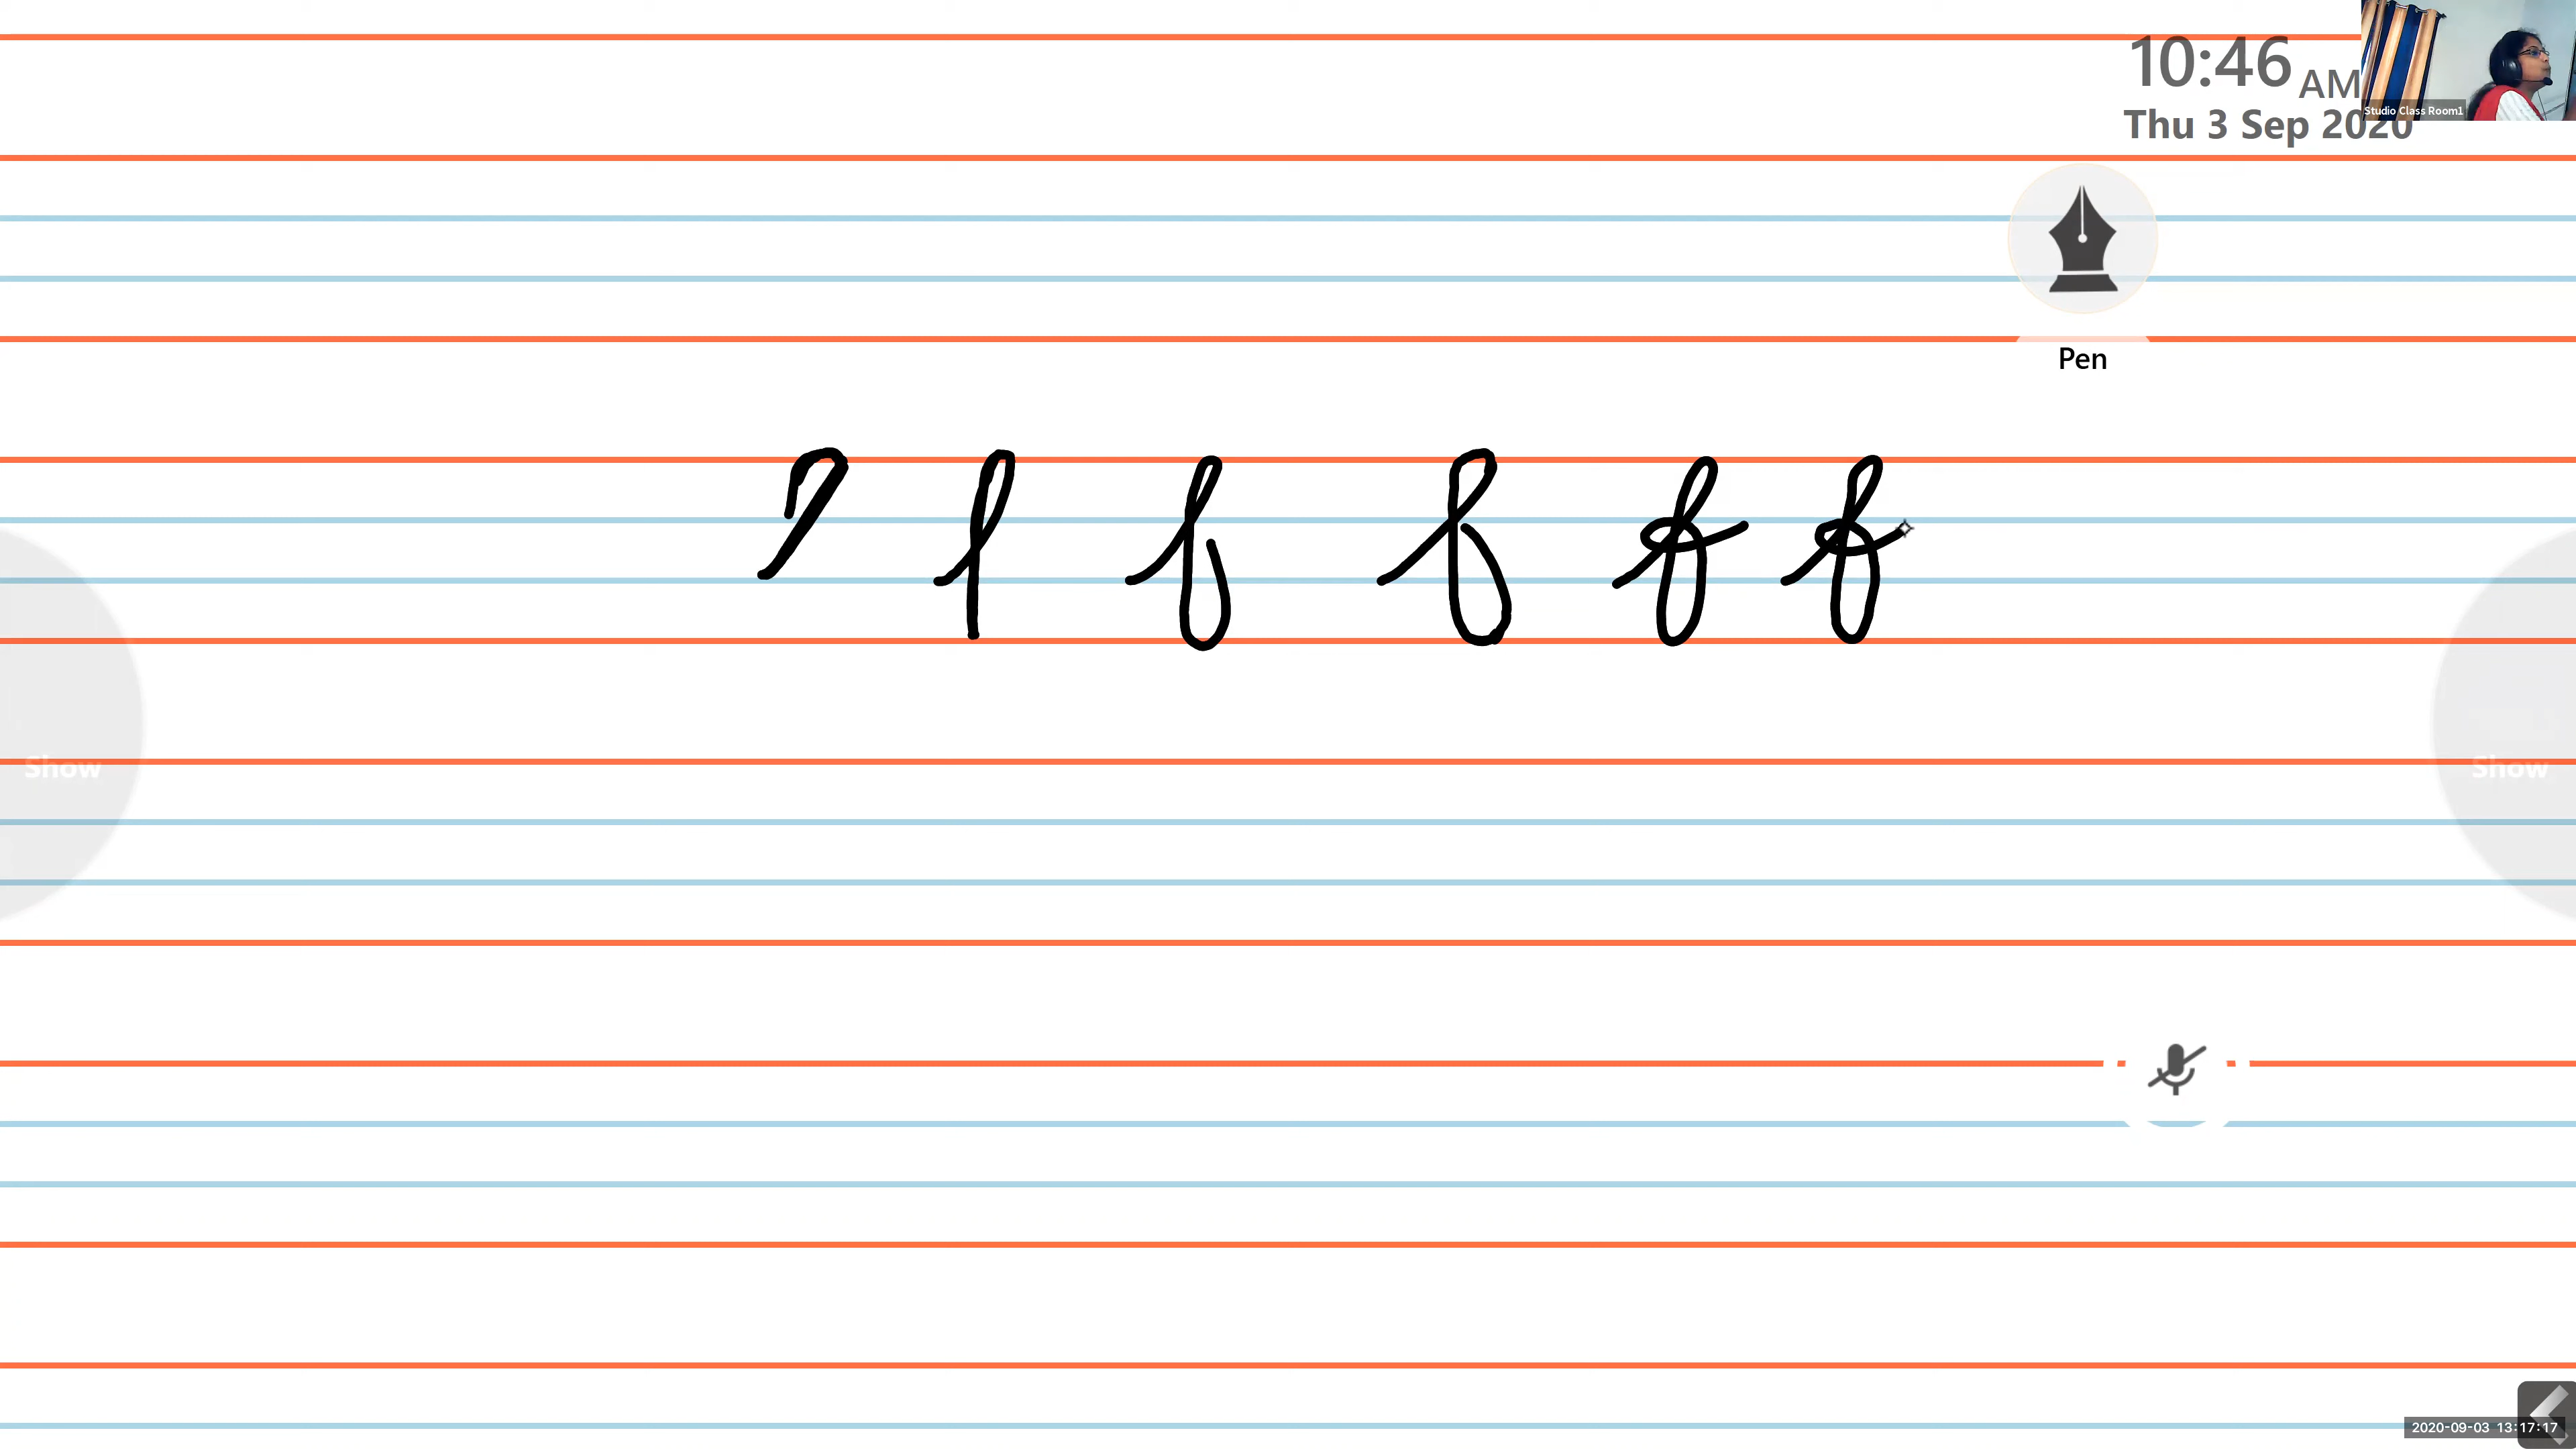 10:46 AM
Thu 3 Sep 2020
Studio Class Room1
Pen
f f
Show Show
2020-09-03 13:17:17